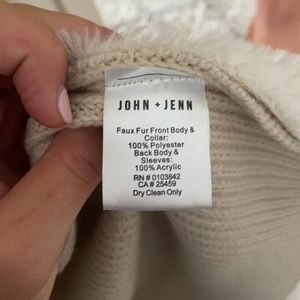 JOHN + JENN
Faux Fur Front Body &
Collar:
100% Polyester
Back Body &
Sleeves:
100% Acrylic
RN # 0103842
CA # 25459
Dry Clean Only